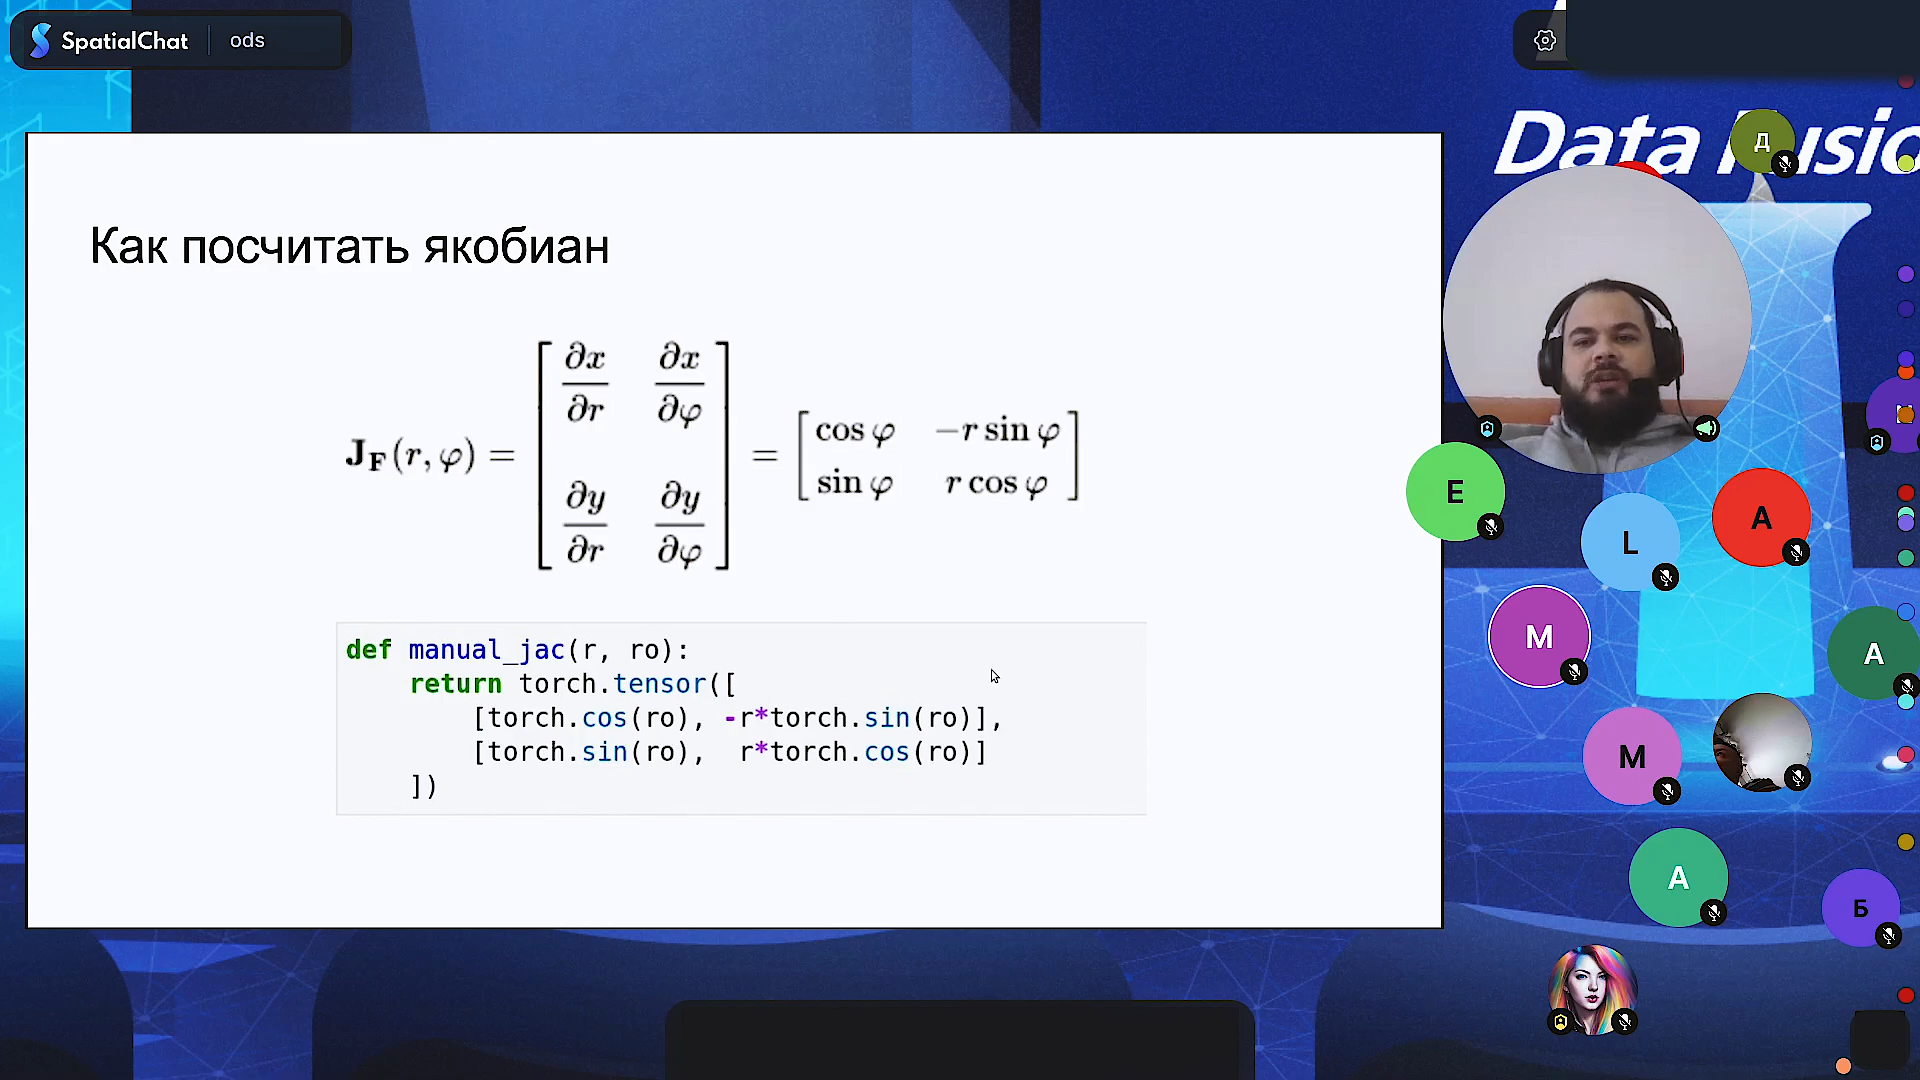 SpatialChat ods
Data Fusio
Д
Как посчитать якобиан
J_F(r, φ) = [ ∂x/∂r ∂x/∂φ
∂y/∂r ∂y/∂φ ] = [ cos φ −r sin φ
sin φ r cos φ ]
def manual_jac(r, ro):
return torch.tensor([
[torch.cos(ro), -r*torch.sin(ro)],
[torch.sin(ro), r*torch.cos(ro)]
])
E
L
A
M
A
M
A
Б